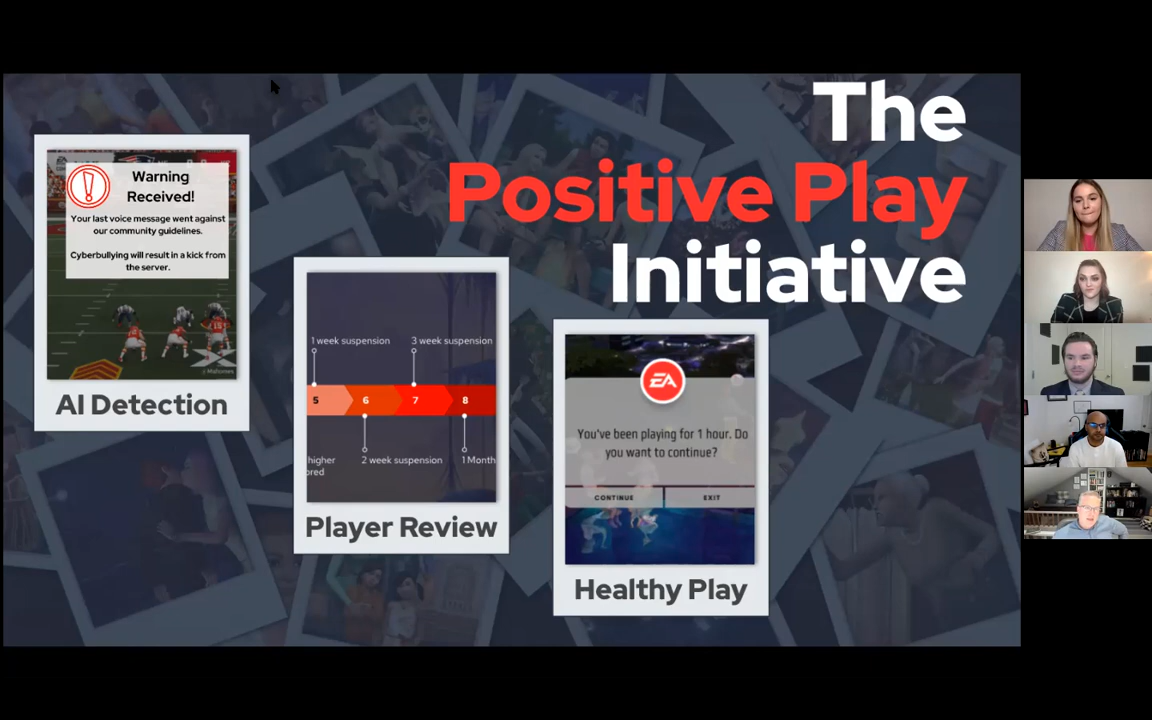 The
Positive Play
Initiative
Warning
Received!
Your last voice message went against
our community guidelines.
Cyberbullying will result in a kick from
the server.
AI Detection
1 week suspension
3 week suspension
5
6
7
8
higher
ored
2 week suspension
1 Month
Player Review
EA
You've been playing for 1 hour. Do
you want to continue?
CONTINUE
EXIT
Healthy Play